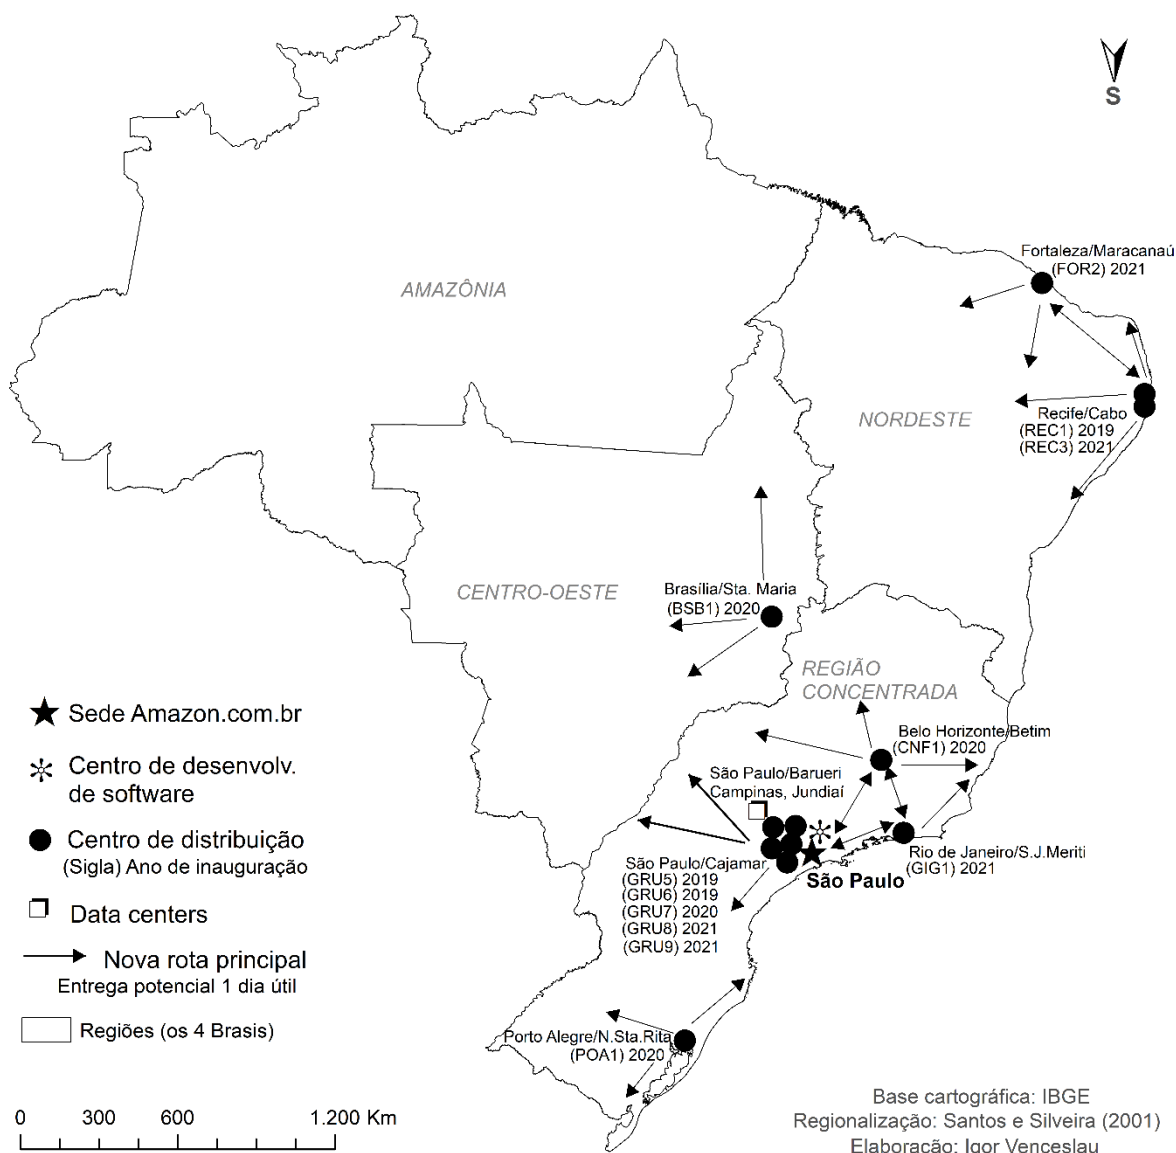 S
Fortaleza/Maracanaú
(FOR2) 2021
AMAZÔNIA
NORDESTE
Recife/Cabo
(REC1) 2019
(REC3) 2021
CENTRO-OESTE
Brasília/Sta. Maria
(BSB1) 2020
REGIÃO
CONCENTRADA
Belo Horizonte/Betim
(CNF1) 2020
São Paulo/Barueri
Campinas, Jundiaí
Rio de Janeiro/S.J.Meriti
(GIG1) 2021
São Paulo
São Paulo/Cajamar
(GRU5) 2019
(GRU6) 2019
(GRU7) 2020
(GRU8) 2021
(GRU9) 2021
Porto Alegre/N.Sta.Rita
(POA1) 2020
Sede Amazon.com.br
Centro de desenvolv.
de software
Centro de distribuição
(Sigla) Ano de inauguração
Data centers
Nova rota principal
Entrega potencial 1 dia útil
Regiões (os 4 Brasis)
0 300 600 1.200 Km
Base cartográfica: IBGE
Regionalização: Santos e Silveira (2001)
Elaboração: Igor Venceslau